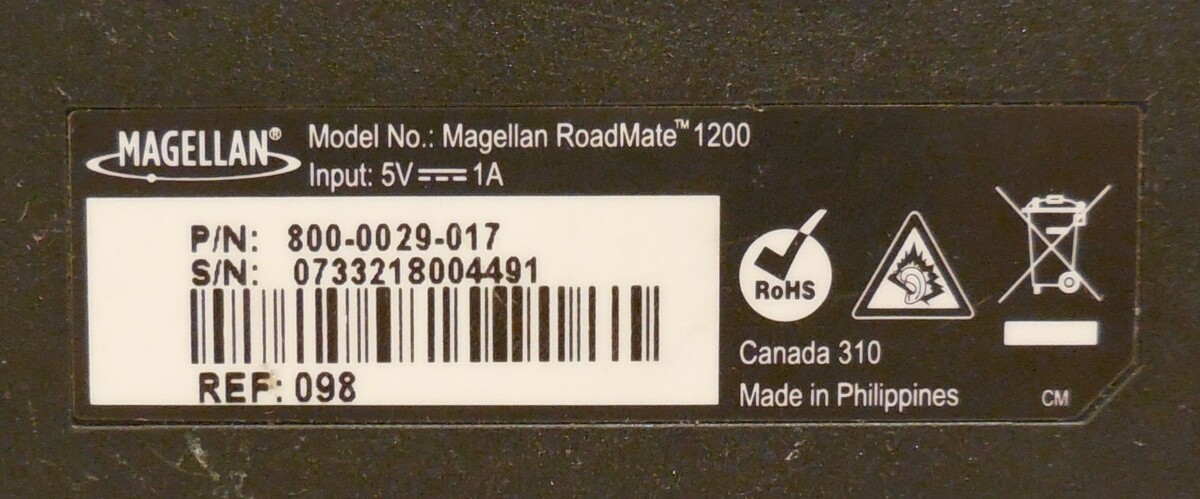 MAGELLAN®
Model No.: Magellan RoadMate™ 1200
Input: 5V⎓1A
P/N: 800-0029-017
S/N: 0733218004491
REF: 098
RoHS
Canada 310
Made in Philippines
CM